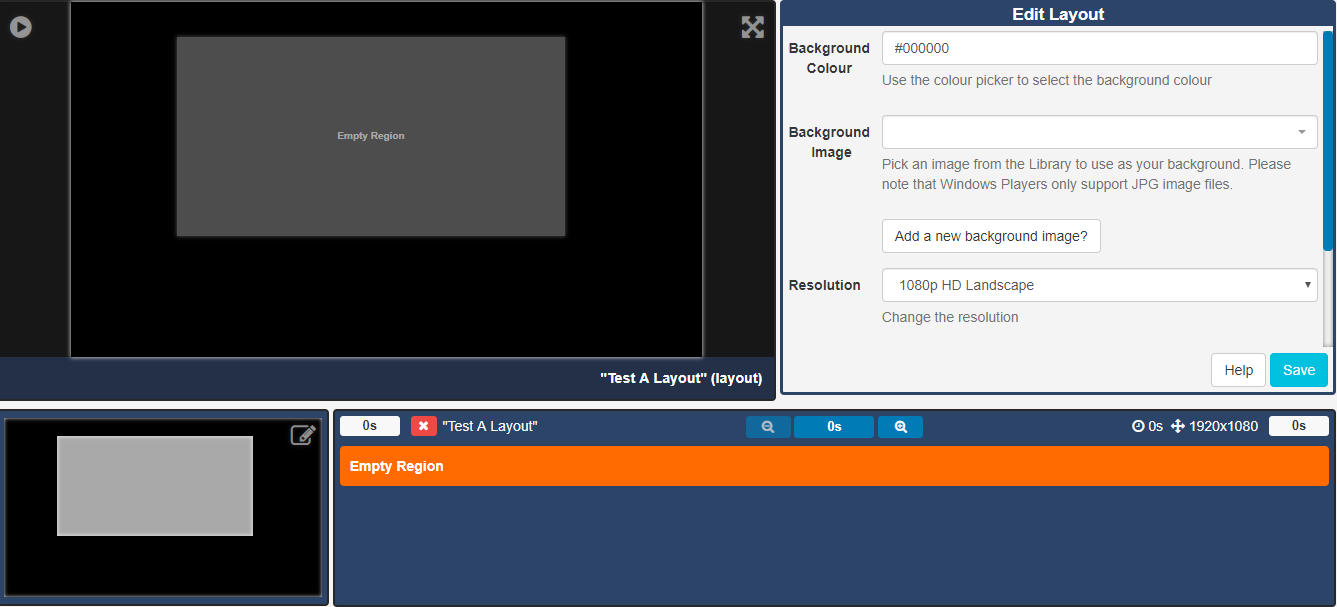 Empty Region
"Test A Layout" (layout)
Edit Layout
Background Colour
#000000
Use the colour picker to select the background colour
Background Image
Pick an image from the Library to use as your background. Please
note that Windows Players only support JPG image files.
Add a new background image?
Resolution
1080p HD Landscape
Change the resolution
Help
Save
0s
"Test A Layout"
0s
0s
1920x1080
0s
Empty Region